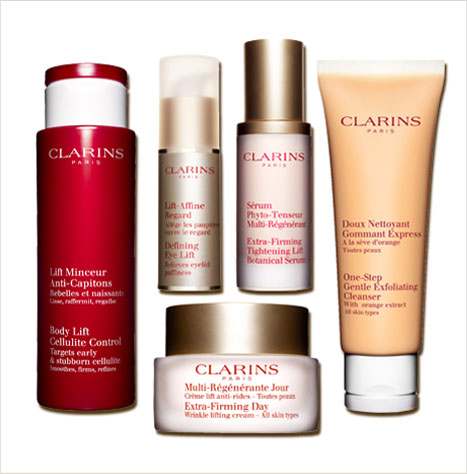 CLARINS
PARIS
Lift Minceur
Anti-Capitons
Rebelles et naissants
Lisse, raffermit, regalbe
Body Lift
Cellulite Control
Targets early
& stubborn cellulite
Smoothes, firms, refines
CLARINS
PARIS
Lift-Affine
Regard
Allège les paupières
ouvre le regard
Defining
Eye Lift
Relieves eyelid
puffiness
CLARINS
PARIS
Sérum
Phyto-Tenseur
Multi-Régénérant
Extra-Firming
Tightening Lift
Botanical Serum
CLARINS
PARIS
Doux Nettoyant
Gommant Express
A la sève d'orange
Toutes peaux
One-Step
Gentle Exfoliating
Cleanser
With orange extract
All skin types
CLARINS
PARIS
Multi-Régénérante Jour
Crème lift anti-rides - Toutes peaux
Extra-Firming Day
Wrinkle lifting cream - All skin types